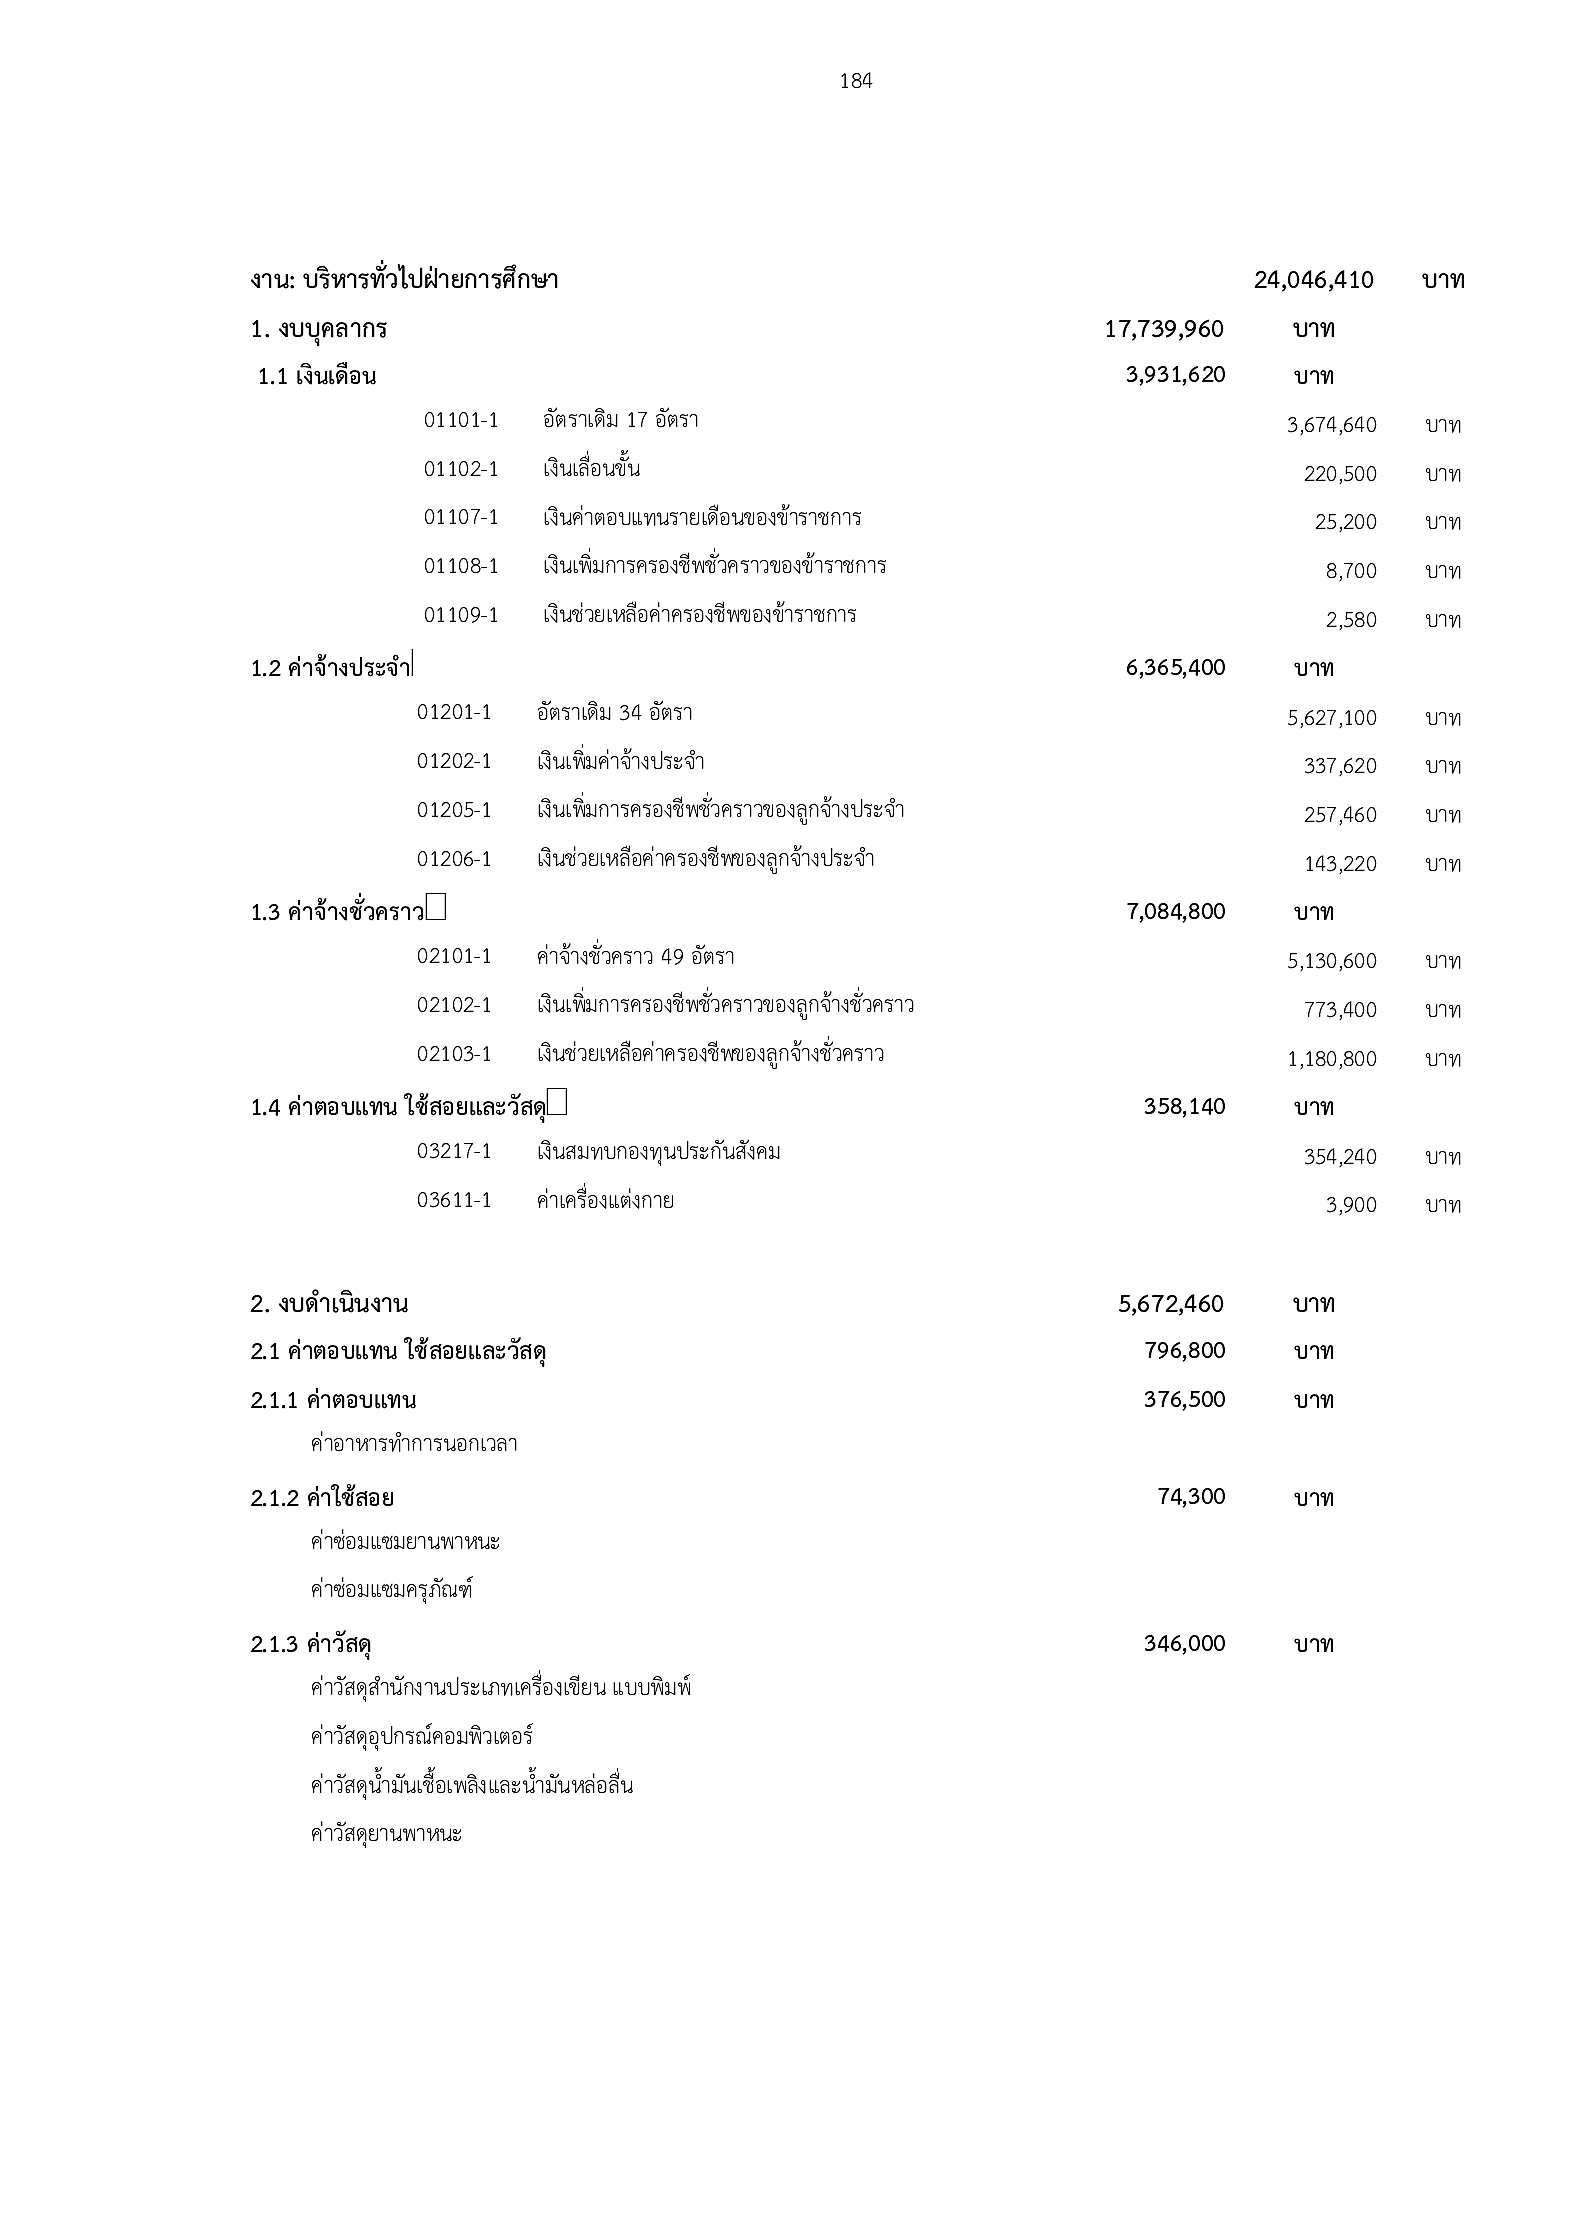 184
งาน: บริหารทั่วไปฝ่ายการศึกษา 24,046,410 บาท
1. งบบุคลากร 17,739,960 บาท
1.1 เงินเดือน 3,931,620 บาท
01101-1 อัตราเดิม 17 อัตรา 3,674,640 บาท
01102-1 เงินเลื่อนขั้น 220,500 บาท
01107-1 เงินค่าตอบแทนรายเดือนของข้าราชการ 25,200 บาท
01108-1 เงินเพิ่มการครองชีพชั่วคราวของข้าราชการ 8,700 บาท
01109-1 เงินช่วยเหลือค่าครองชีพของข้าราชการ 2,580 บาท
1.2 ค่าจ้างประจำ 6,365,400 บาท
01201-1 อัตราเดิม 34 อัตรา 5,627,100 บาท
01202-1 เงินเพิ่มค่าจ้างประจำ 337,620 บาท
01205-1 เงินเพิ่มการครองชีพชั่วคราวของลูกจ้างประจำ 257,460 บาท
01206-1 เงินช่วยเหลือค่าครองชีพของลูกจ้างประจำ 143,220 บาท
1.3 ค่าจ้างชั่วคราว 7,084,800 บาท
02101-1 ค่าจ้างชั่วคราว 49 อัตรา 5,130,600 บาท
02102-1 เงินเพิ่มการครองชีพชั่วคราวของลูกจ้างชั่วคราว 773,400 บาท
02103-1 เงินช่วยเหลือค่าครองชีพของลูกจ้างชั่วคราว 1,180,800 บาท
1.4 ค่าตอบแทน ใช้สอยและวัสดุ 358,140 บาท
03217-1 เงินสมทบกองทุนประกันสังคม 354,240 บาท
03611-1 ค่าเครื่องแต่งกาย 3,900 บาท
2. งบดำเนินงาน 5,672,460 บาท
2.1 ค่าตอบแทน ใช้สอยและวัสดุ 796,800 บาท
2.1.1 ค่าตอบแทน 376,500 บาท
ค่าอาหารทำการนอกเวลา
2.1.2 ค่าใช้สอย 74,300 บาท
ค่าซ่อมแซมยานพาหนะ
ค่าซ่อมแซมครุภัณฑ์
2.1.3 ค่าวัสดุ 346,000 บาท
ค่าวัสดุสำนักงานประเภทเครื่องเขียน แบบพิมพ์
ค่าวัสดุอุปกรณ์คอมพิวเตอร์
ค่าวัสดุน้ำมันเชื้อเพลิงและน้ำมันหล่อลื่น
ค่าวัสดุยานพาหนะ